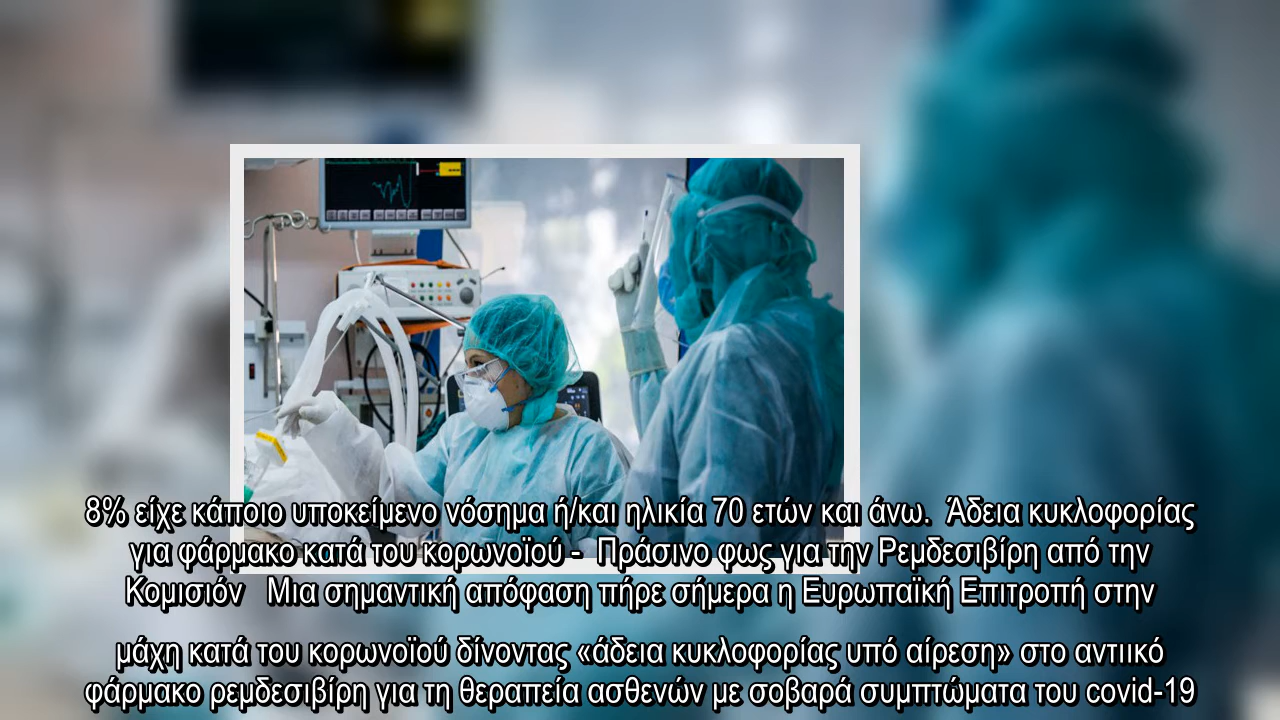 8% είχε κάποιο υποκείμενο νόσημα ή/και ηλικία 70 ετών και άνω.  Άδεια κυκλοφορίας
για φάρμακο κατά του κορωνοϊού -  Πράσινο φως για την Ρεμδεσιβίρη από την
Κομισιόν   Μια σημαντική απόφαση πήρε σήμερα η Ευρωπαϊκή Επιτροπή στην
μάχη κατά του κορωνοϊού δίνοντας «άδεια κυκλοφορίας υπό αίρεση» στο αντιικό
φάρμακο ρεμδεσιβίρη για τη θεραπεία ασθενών με σοβαρά συμπτώματα του covid-19